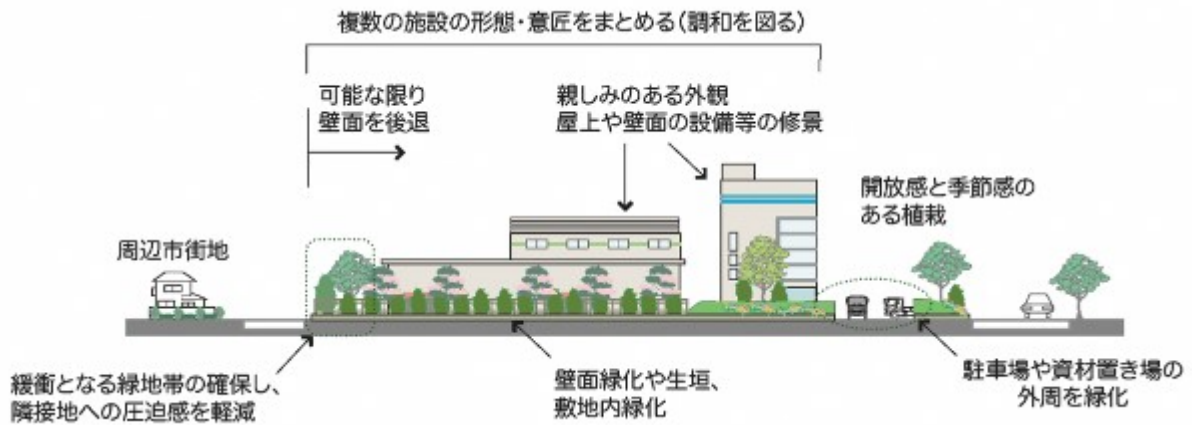 複数の施設の形態・意匠をまとめる(調和を図る)
可能な限り
壁面を後退
親しみのある外観
屋上や壁面の設備等の修景
開放感と季節感の
ある植栽
周辺市街地
緩衝となる緑地帯の確保し、
隣接地への圧迫感を軽減
壁面緑化や生垣、
敷地内緑化
駐車場や資材置き場の
外周を緑化